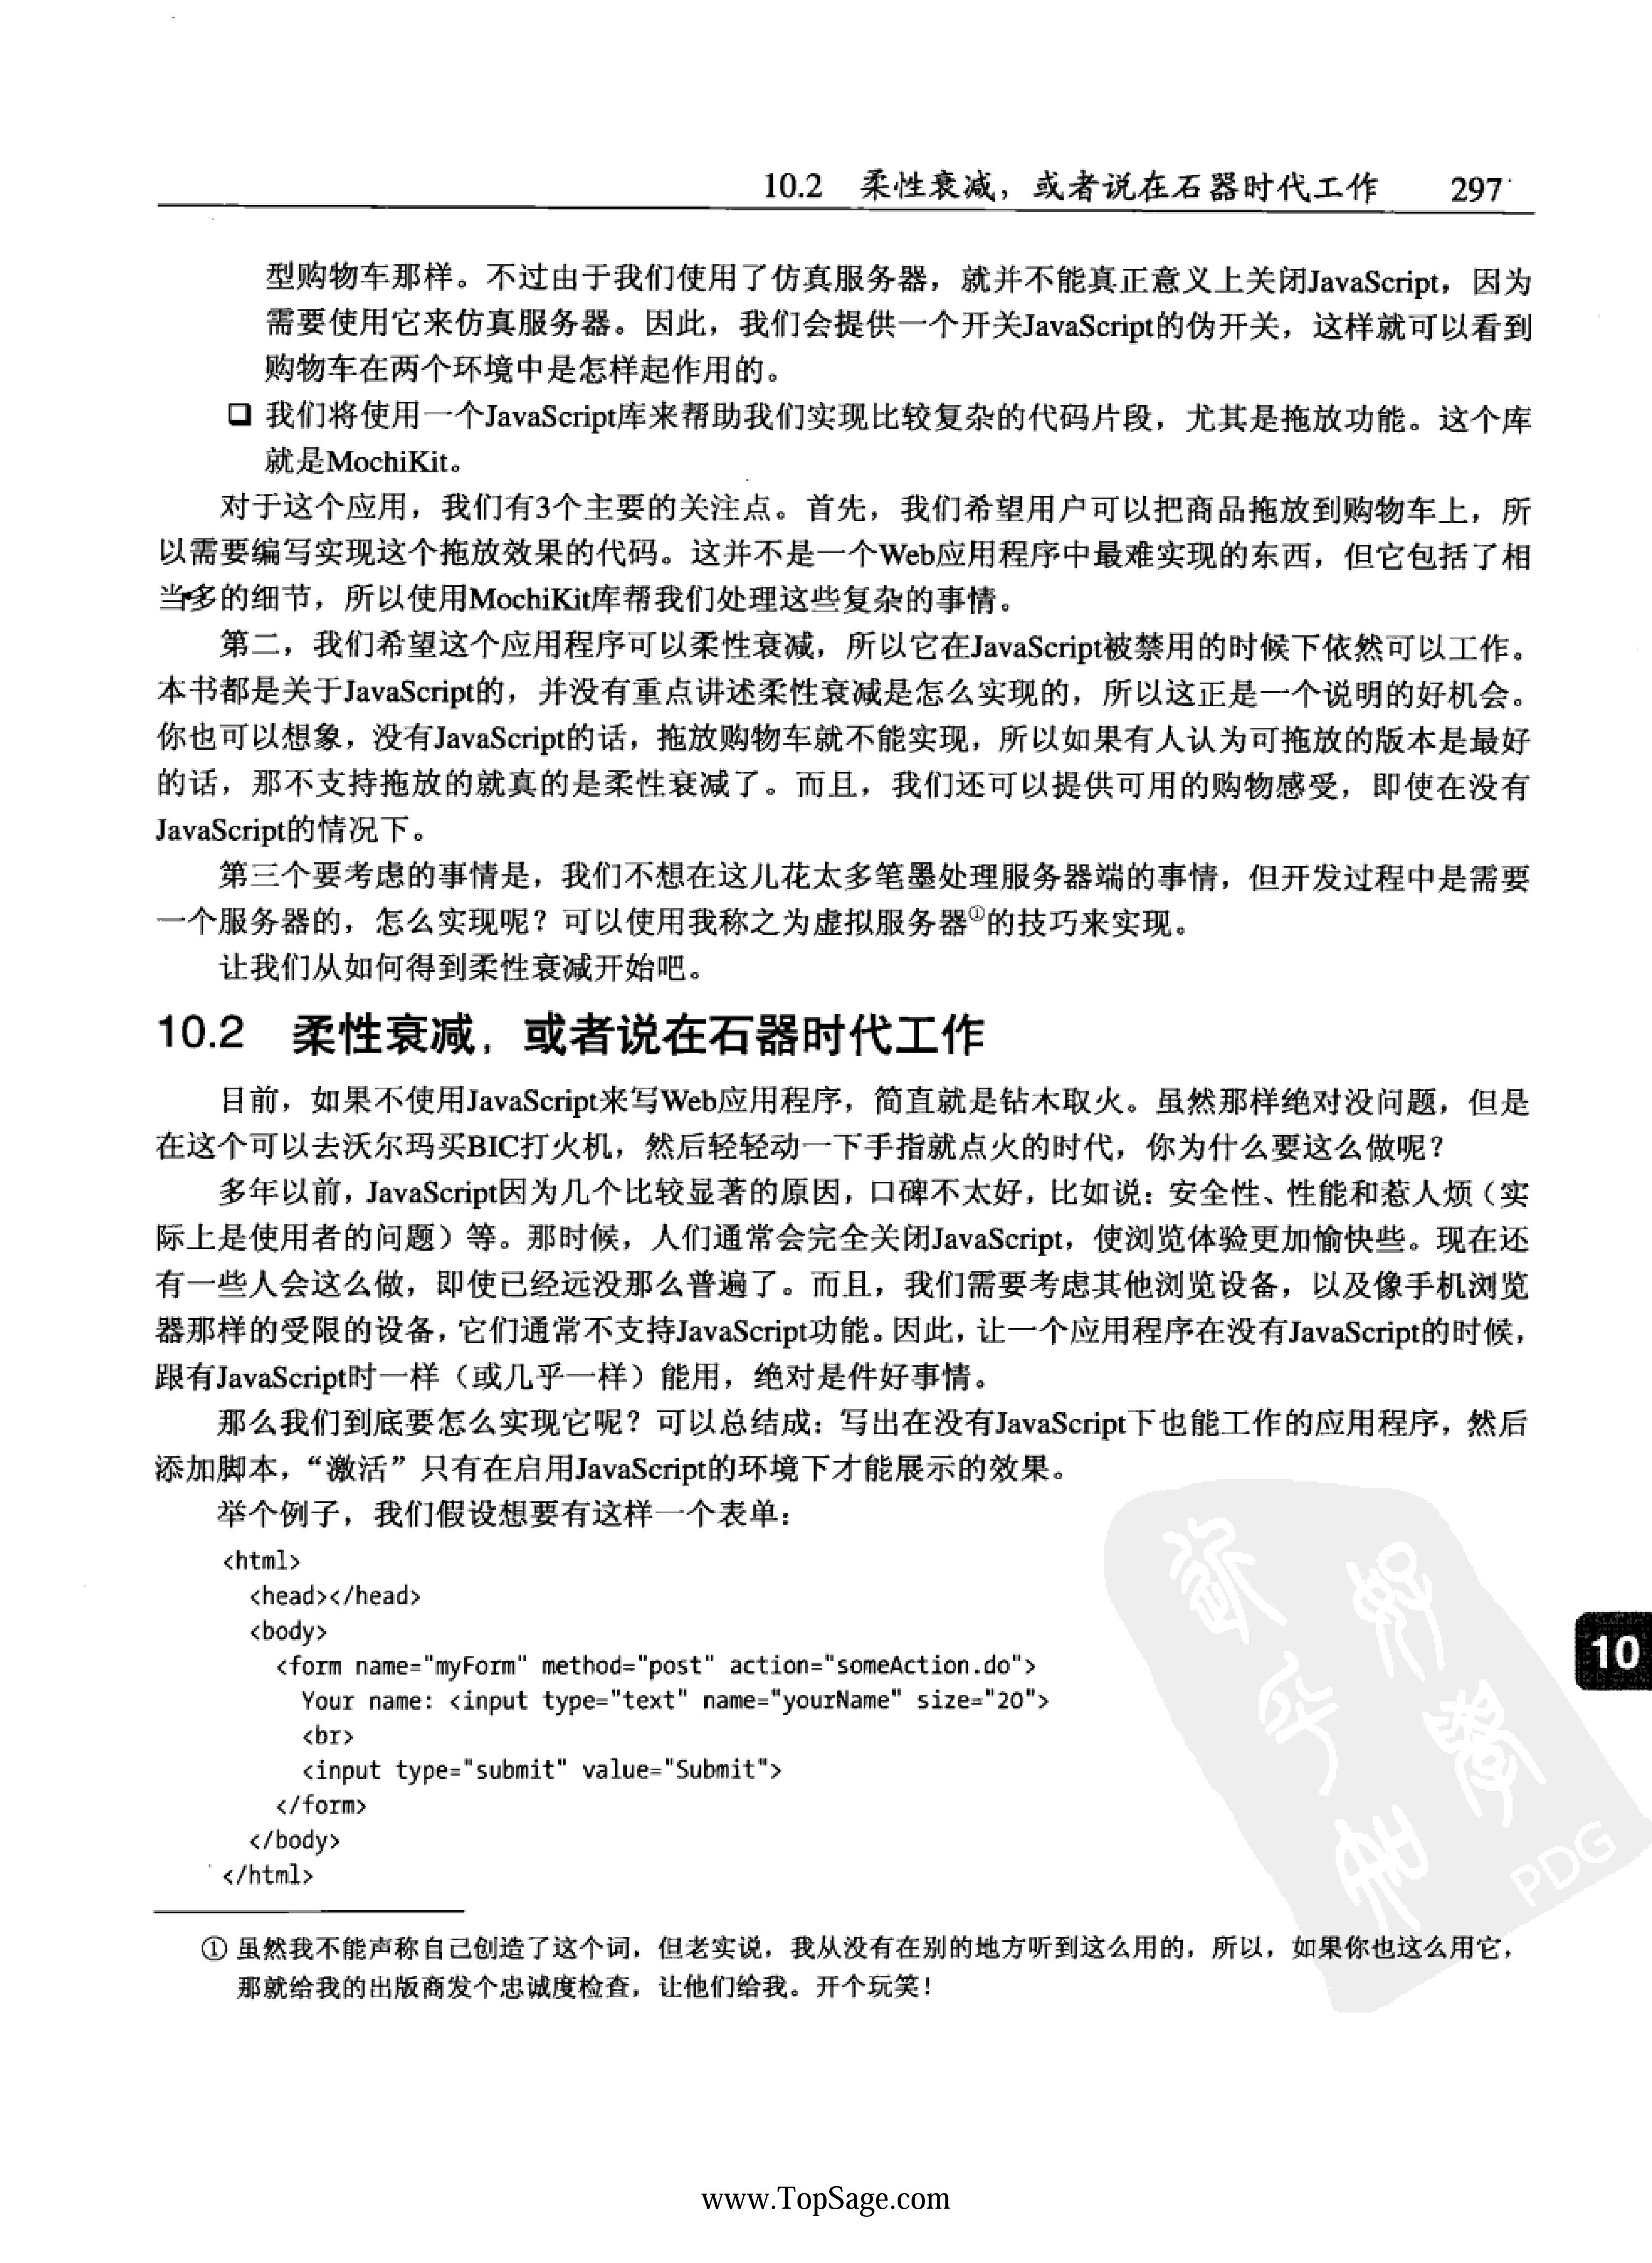 10.2 柔性衰减，或者说在石器时代工作 297
型购物车那样。不过由于我们使用了仿真服务器，就并不能真正意义上关闭JavaScript，因为
需要使用它来仿真服务器。因此，我们会提供一个开关JavaScript的伪开关，这样就可以看到
购物车在两个环境中是怎样起作用的。
❑ 我们将使用一个JavaScript库来帮助我们实现比较复杂的代码片段，尤其是拖放功能。这个库
就是MochiKit。
对于这个应用，我们有3个主要的关注点。首先，我们希望用户可以把商品拖放到购物车上，所
以需要编写实现这个拖放效果的代码。这并不是一个Web应用程序中最难实现的东西，但它包括了相
当多的细节，所以使用MochiKit库帮我们处理这些复杂的事情。
第二，我们希望这个应用程序可以柔性衰减，所以它在JavaScript被禁用的时候下依然可以工作。
本书都是关于JavaScript的，并没有重点讲述柔性衰减是怎么实现的，所以这正是一个说明的好机会。
你也可以想象，没有JavaScript的话，拖放购物车就不能实现，所以如果有人认为可拖放的版本是最好
的话，那不支持拖放的就真的是柔性衰减了。而且，我们还可以提供可用的购物感受，即使在没有
JavaScript的情况下。
第三个要考虑的事情是，我们不想在这儿花太多笔墨处理服务器端的事情，但开发过程中是需要
一个服务器的，怎么实现呢？可以使用我称之为虚拟服务器①的技巧来实现。
让我们从如何得到柔性衰减开始吧。
10.2 柔性衰减，或者说在石器时代工作
目前，如果不使用JavaScript来写Web应用程序，简直就是钻木取火。虽然那样绝对没问题，但是
在这个可以去沃尔玛买BIC打火机，然后轻轻动一下手指就点火的时代，你为什么要这么做呢？
多年以前，JavaScript因为几个比较显著的原因，口碑不太好，比如说：安全性、性能和惹人烦（实
际上是使用者的问题）等。那时候，人们通常会完全关闭JavaScript，使浏览体验更加愉快些。现在还
有一些人会这么做，即使已经远没那么普遍了。而且，我们需要考虑其他浏览设备，以及像手机浏览
器那样的受限的设备，它们通常不支持JavaScript功能。因此，让一个应用程序在没有JavaScript的时候，
跟有JavaScript时一样（或几乎一样）能用，绝对是件好事情。
那么我们到底要怎么实现它呢？可以总结成：写出在没有JavaScript下也能工作的应用程序，然后
添加脚本，“激活”只有在启用JavaScript的环境下才能展示的效果。
举个例子，我们假设想要有这样一个表单：
<html>
<head></head>
<body>
<form name="myForm" method="post" action="someAction.do">
Your name: <input type="text" name="yourName" size="20">
<br>
<input type="submit" value="Submit">
</form>
</body>
</html>
10
PDG
① 虽然我不能声称自己创造了这个词，但老实说，我从没有在别的地方听到这么用的，所以，如果你也这么用它，
那就给我的出版商发个忠诚度检查，让他们给我。开个玩笑！
www.TopSage.com